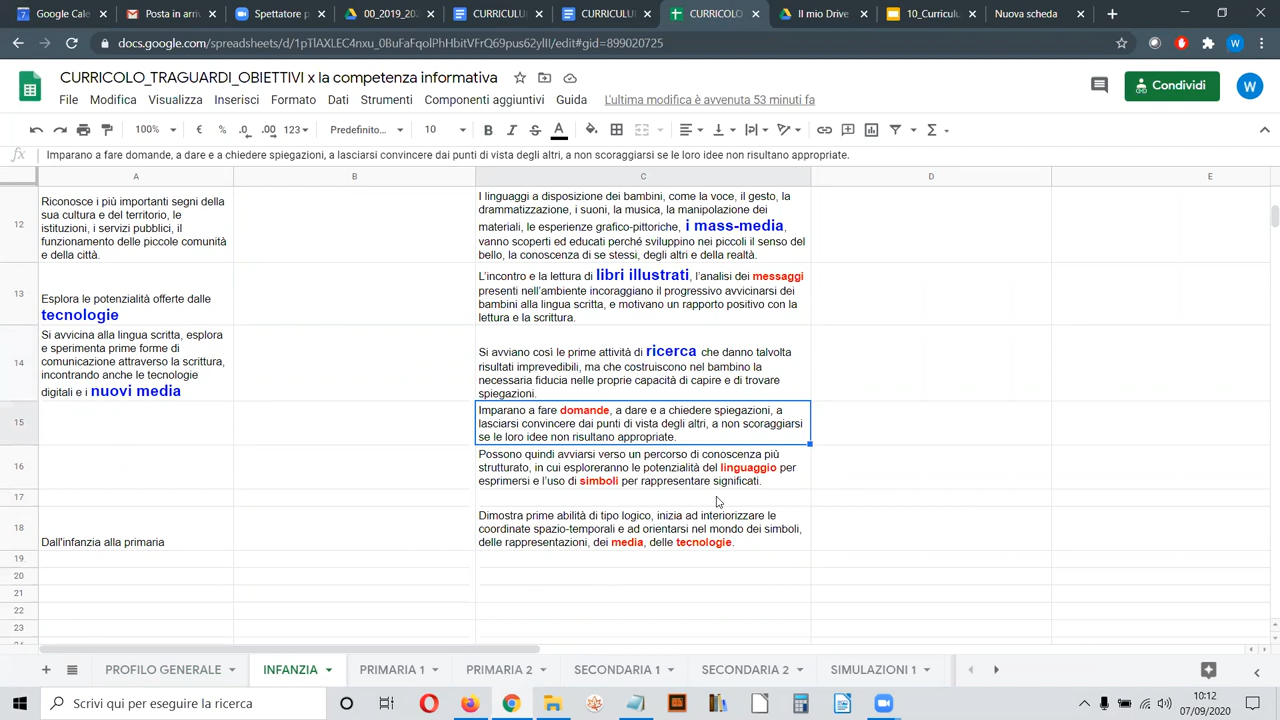 Google Cale
Posta in arri
Spettatore
00_2019_20
CURRICULU
CURRICUL
CURRICOLO
Il mio Drive
10_Curricul
Nuova scheda
docs.google.com/spreadsheets/d/1pTlAXLEC4nxu_0BuFaFqolPhHbitVFrQ69pus62ylII/edit#gid=899020725
CURRICOLO_TRAGUARDI_OBIETTIVI x la competenza informativa
File Modifica Visualizza Inserisci Formato Dati Strumenti Componenti aggiuntivi Guida L'ultima modifica è avvenuta 53 minuti fa
Condividi
W
100% € % .0 .00 123 Predefinito... 10 B I S A
fx Imparano a fare domande, a dare e a chiedere spiegazioni, a lasciarsi convincere dai punti di vista degli altri, a non scoraggiarsi se le loro idee non risultano appropriate.
A B C D E
12
Riconosce i più importanti segni della
sua cultura e del territorio, le
istituzioni, i servizi pubblici, il
funzionamento delle piccole comunità
e della città.
I linguaggi a disposizione dei bambini, come la voce, il gesto, la
drammatizzazione, i suoni, la musica, la manipolazione dei
materiali, le esperienze grafico-pittoriche, i mass-media,
vanno scoperti ed educati perché sviluppino nei piccoli il senso del
bello, la conoscenza di se stessi, degli altri e della realtà.
13
Esplora le potenzialità offerte dalle
tecnologie
L'incontro e la lettura di libri illustrati, l'analisi dei messaggi
presenti nell'ambiente incoraggiano il progressivo avvicinarsi dei
bambini alla lingua scritta, e motivano un rapporto positivo con la
lettura e la scrittura.
14
Si avvicina alla lingua scritta, esplora
e sperimenta prime forme di
comunicazione attraverso la scrittura,
incontrando anche le tecnologie
digitali e i nuovi media
Si avviano così le prime attività di ricerca che danno talvolta
risultati imprevedibili, ma che costruiscono nel bambino la
necessaria fiducia nelle proprie capacità di capire e di trovare
spiegazioni.
15
Imparano a fare domande, a dare e a chiedere spiegazioni, a
lasciarsi convincere dai punti di vista degli altri, a non scoraggiarsi
se le loro idee non risultano appropriate.
16
Possono quindi avviarsi verso un percorso di conoscenza più
strutturato, in cui esploreranno le potenzialità del linguaggio per
esprimersi e l'uso di simboli per rappresentare significati.
17
18
Dall'infanzia alla primaria
Dimostra prime abilità di tipo logico, inizia ad interiorizzare le
coordinate spazio-temporali e ad orientarsi nel mondo dei simboli,
delle rappresentazioni, dei media, delle tecnologie.
19
20
21
22
23
PROFILO GENERALE INFANZIA PRIMARIA 1 PRIMARIA 2 SECONDARIA 1 SECONDARIA 2 SIMULAZIONI 1
Scrivi qui per eseguire la ricerca
10:12
07/09/2020